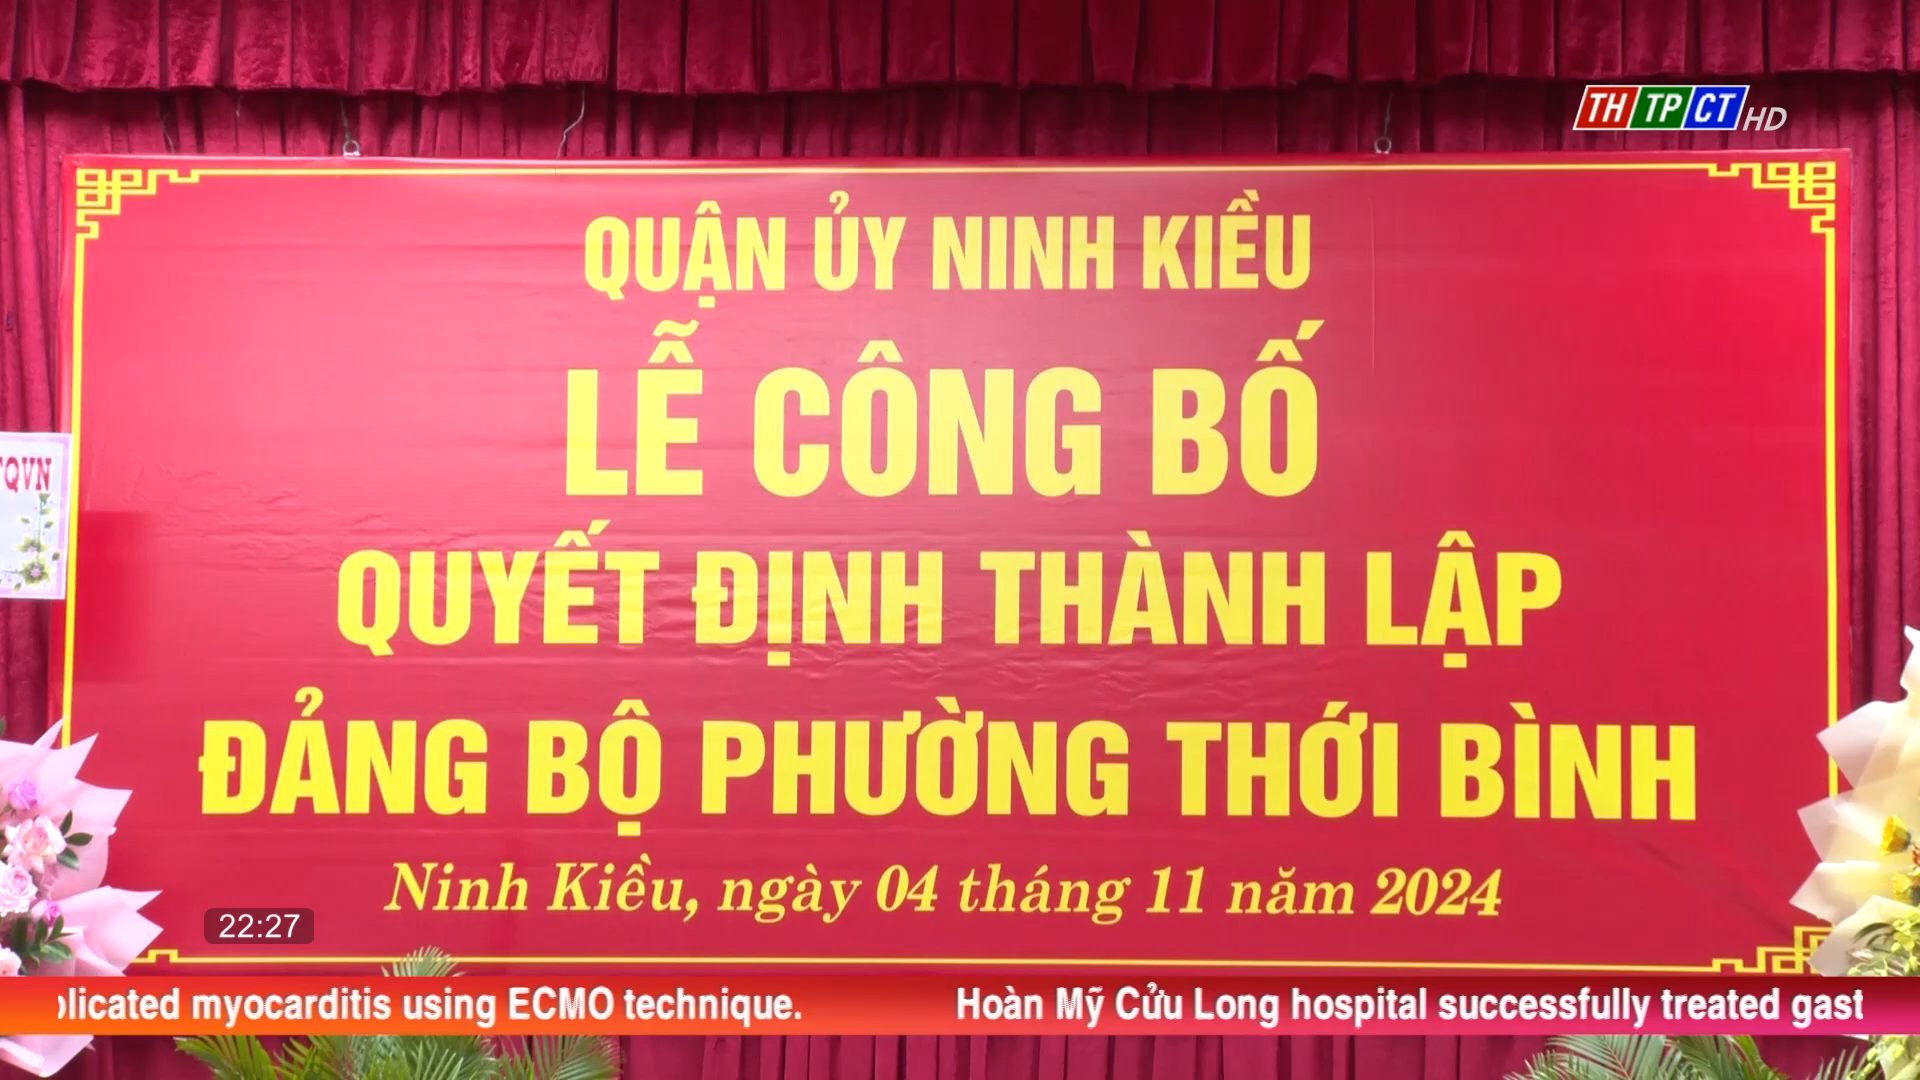 THTPCT HD
QUẬN ỦY NINH KIỀU
LỄ CÔNG BỐ
TQVN
QUYẾT ĐỊNH THÀNH LẬP
ĐẢNG BỘ PHƯỜNG THỚI BÌNH
Ninh Kiều, ngày 04 tháng 11 năm 2024
22:27
plicated myocarditis using ECMO technique. Hoàn Mỹ Cửu Long hospital successfully treated gast